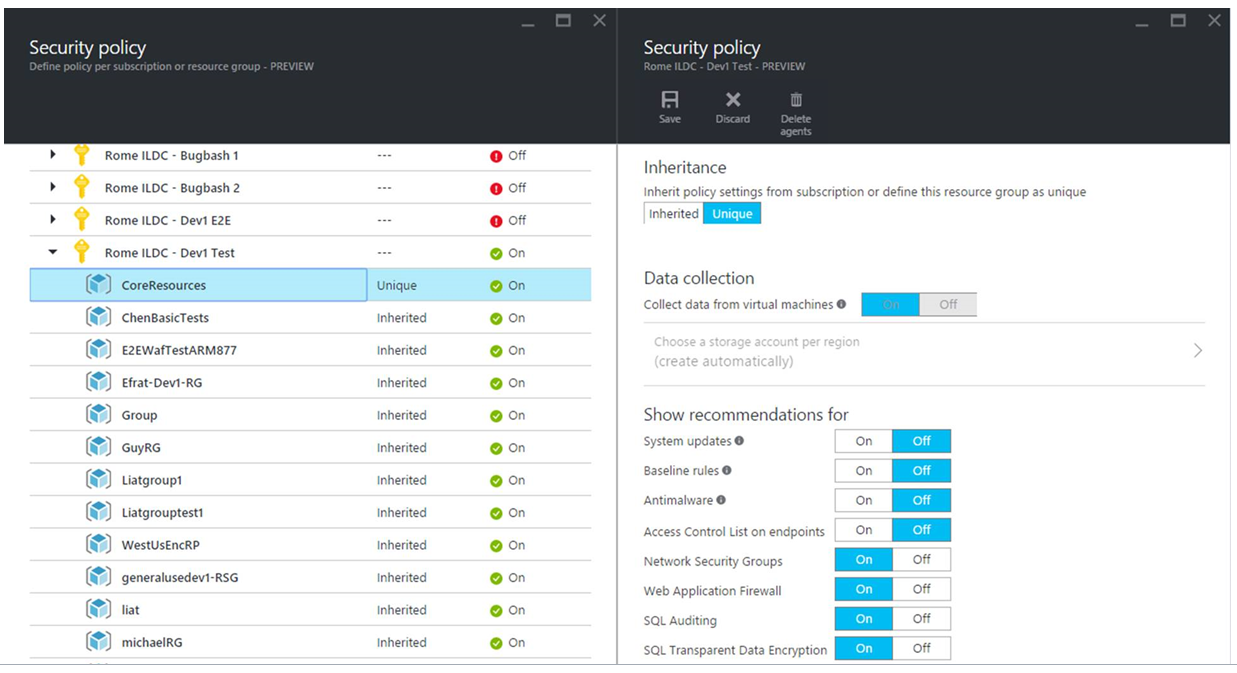 Security policy
Define policy per subscription or resource group - PREVIEW
Rome ILDC - Bugbash 1 --- Off
Rome ILDC - Bugbash 2 --- Off
Rome ILDC - Dev1 E2E --- Off
Rome ILDC - Dev1 Test --- On
CoreResources Unique On
ChenBasicTests Inherited On
E2EWafTestARM877 Inherited On
Efrat-Dev1-RG Inherited On
Group Inherited On
GuyRG Inherited On
Liatgroup1 Inherited On
Liatgrouptest1 Inherited On
WestUsEncRP Inherited On
generalusedev1-RSG Inherited On
liat Inherited On
michaelRG Inherited On
Security policy
Rome ILDC - Dev1 Test - PREVIEW
Save Discard Delete
agents
Inheritance
Inherit policy settings from subscription or define this resource group as unique
Inherited Unique
Data collection
Collect data from virtual machines On Off
Choose a storage account per region
(create automatically)
Show recommendations for
System updates On Off
Baseline rules On Off
Antimalware On Off
Access Control List on endpoints On Off
Network Security Groups On Off
Web Application Firewall On Off
SQL Auditing On Off
SQL Transparent Data Encryption On Off